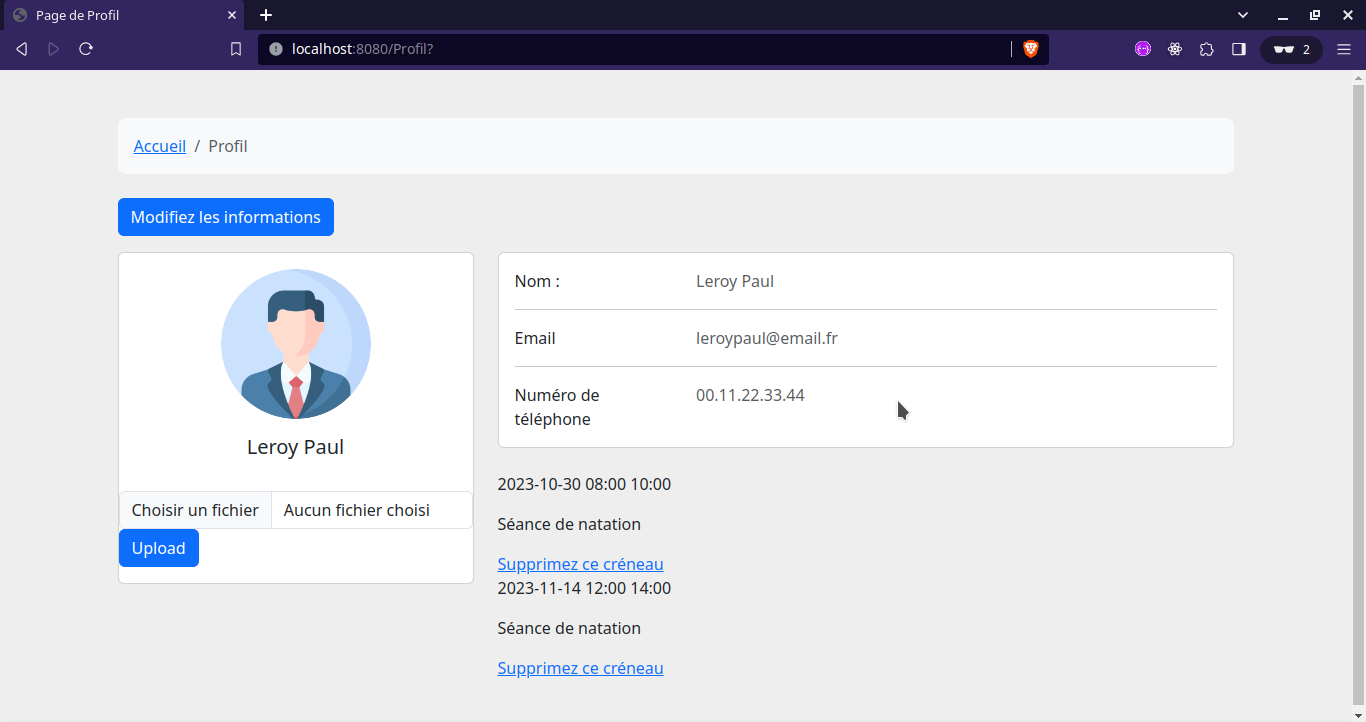 Page de Profil
localhost:8080/Profil?
2
Accueil / Profil
Modifiez les informations
Leroy Paul
Choisir un fichier Aucun fichier choisi
Upload
Nom : Leroy Paul
Email leroypaul@email.fr
Numéro de 00.11.22.33.44
téléphone
2023-10-30 08:00 10:00
Séance de natation
Supprimez ce créneau
2023-11-14 12:00 14:00
Séance de natation
Supprimez ce créneau